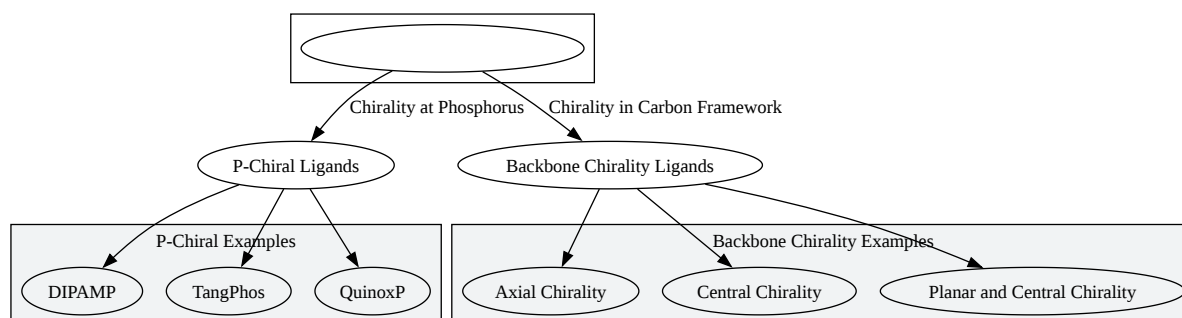 Chirality at Phosphorus
Chirality in Carbon Framework
P-Chiral Ligands
Backbone Chirality Ligands
P-Chiral Examples
Backbone Chirality Examples
DIPAMP
TangPhos
QuinoxP
Axial Chirality
Central Chirality
Planar and Central Chirality